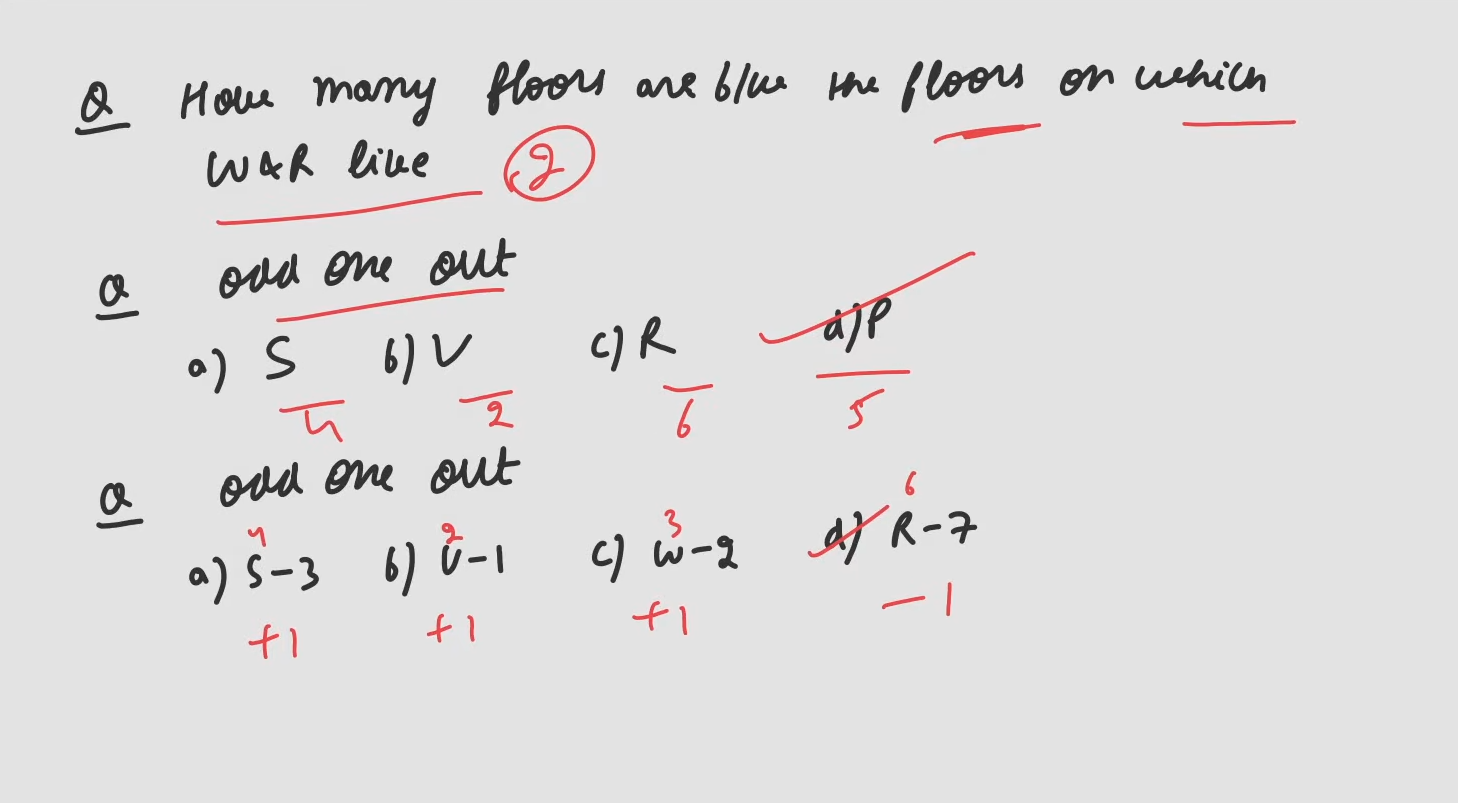 Q How many floors are b/w the floors on which
W & R live 2
Q odd one out
a) S b) V c) R d) P
4 2 6 5
Q odd one out
4 2 3 6
a) S-3 b) V-1 c) W-2 d) R-7
+1 +1 +1 -1